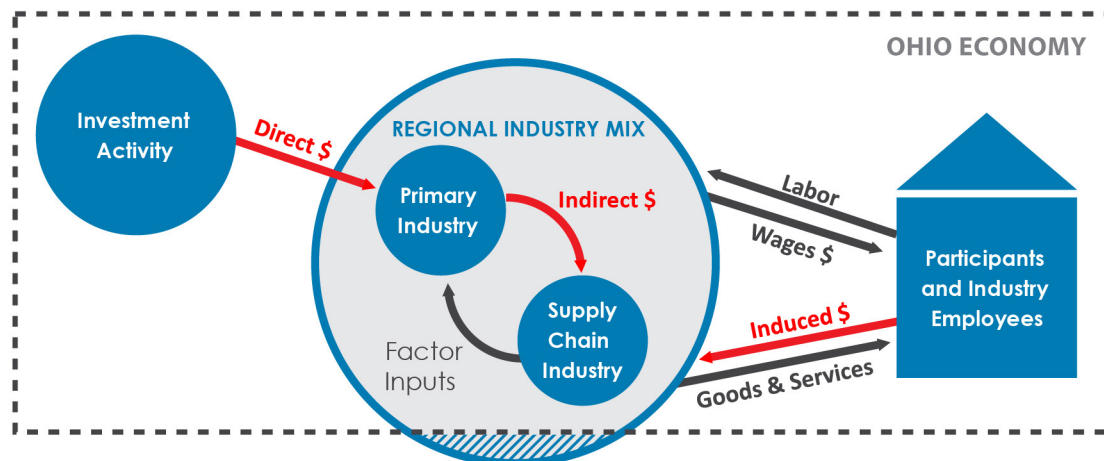 OHIO ECONOMY
Investment
Activity
Direct $
REGIONAL INDUSTRY MIX
Primary
Industry
Indirect $
Supply
Chain
Industry
Factor
Inputs
Labor
Wages $
Participants
and Industry
Employees
Induced $
Goods & Services